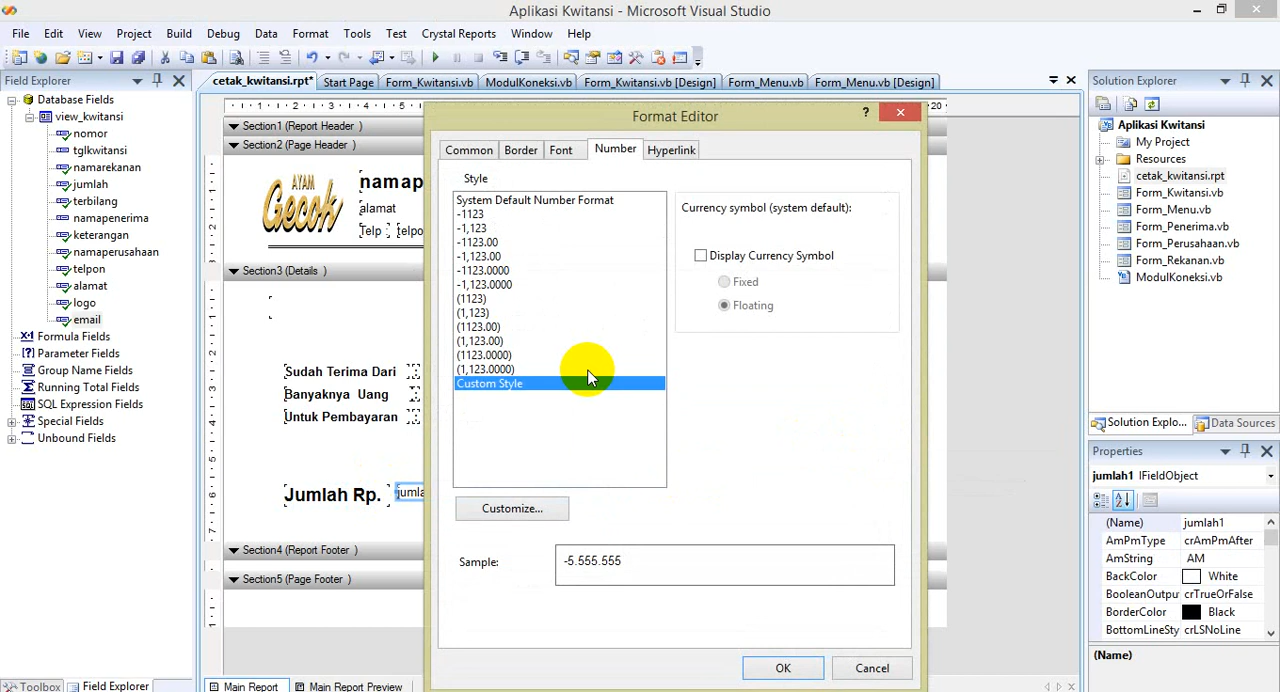 Aplikasi Kwitansi - Microsoft Visual Studio
File Edit View Project Build Debug Data Format Tools Test Crystal Reports Window Help
Field Explorer
Database Fields
view_kwitansi
nomor
tglkwitansi
namarekanan
jumlah
terbilang
namapenerima
keterangan
namaperusahaan
telpon
alamat
logo
email
Formula Fields
Parameter Fields
Group Name Fields
Running Total Fields
SQL Expression Fields
Special Fields
Unbound Fields
Toolbox Field Explorer
cetak_kwitansi.rpt* Start Page Form_Kwitansi.vb ModulKoneksi.vb Form_Kwitansi.vb [Design] Form_Menu.vb Form_Menu.vb [Design]
1 2 3 4 5 20
Section1 (Report Header )
Section2 (Page Header )
AYAM
Gecok
namap
alamat
Telp : telpo
Section3 (Details )
Sudah Terima Dari :
Banyaknya Uang :
Untuk Pembayaran :
Jumlah Rp. jumla
Section4 (Report Footer )
Section5 (Page Footer )
Main Report Main Report Preview
Format Editor
?
Common Border Font Number Hyperlink
Style
System Default Number Format
-1123
-1,123
-1123.00
-1,123.00
-1123.0000
-1,123.0000
(1123)
(1,123)
(1123.00)
(1,123.00)
(1123.0000)
(1,123.0000)
Custom Style
Customize...
Currency symbol (system default):
Display Currency Symbol
Fixed
Floating
Sample: -5.555.555
OK Cancel
Solution Explorer
Aplikasi Kwitansi
My Project
Resources
cetak_kwitansi.rpt
Form_Kwitansi.vb
Form_Menu.vb
Form_Penerima.vb
Form_Perusahaan.vb
Form_Rekanan.vb
ModulKoneksi.vb
Solution Explo... Data Sources
Properties
jumlah1 IFieldObject
(Name) jumlah1
AmPmType crAmPmAfter
AmString AM
BackColor White
BooleanOutpu crTrueOrFalse
BorderColor Black
BottomLineSty crLSNoLine
(Name)